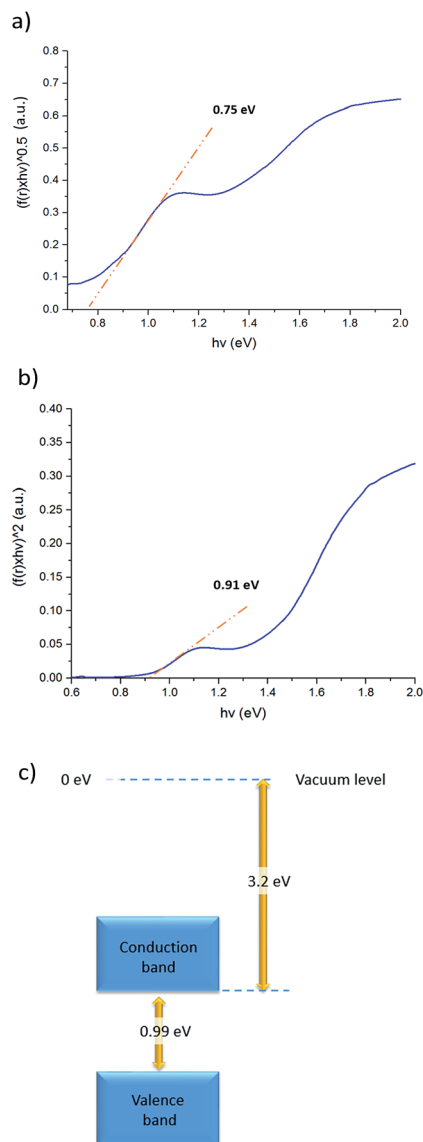 a)
0.8
0.7
0.6
0.5
0.4
0.3
0.2
0.1
0.0
((f(r)xhv)^0.5 (a.u.)
0.75 eV
0.8 1.0 1.2 1.4 1.6 1.8 2.0
hv (eV)
b)
0.40
0.30
0.25
0.20
0.15
0.10
0.05
0.00
(f(r)xhv)^2 (a.u.)
0.91 eV
0.6 0.8 1.0 1.2 1.4 1.6 1.8 2.0
hv (eV)
c)
0 eV
Vacuum level
3.2 eV
Conduction
band
0.99 eV
Valence
band